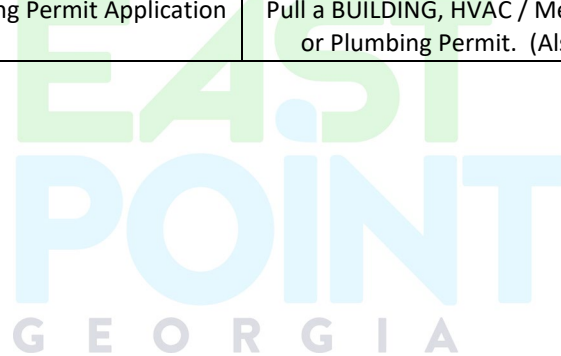 ng Permit Application
Pull a BUILDING, HVAC / Me
or Plumbing Permit. (Als
EAST
POINT
GEORGIA